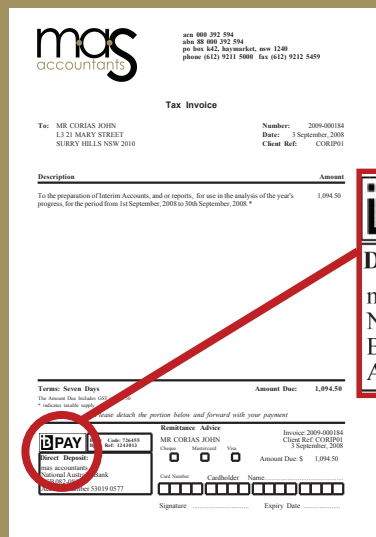 mas
accountants
acn 000 392 594
abn 88 000 392 594
po box k42, haymarket, nsw 1240
phone (612) 9211 5000 fax (612) 9212 5459
Tax Invoice
To: MR CORIAS JOHN
L3 21 MARY STREET
SURRY HILLS NSW 2010
Number: 2009-000184
Date: 3 September, 2008
Client Ref: CORIP01
Description Amount
To the preparation of Interim Accounts, and or reports, for use in the analysis of the year's 1,094.50
progress, for the period from 1st September, 2008 to 30th September, 2008.*
Terms: Seven Days Amount Due: 1,094.50
The Amount Due Includes GST
* indicates taxable supply
please detach the portion below and forward with your payment
B PAY
Code: 726455
Ref: 1243013
Direct Deposit:
mas accountants
National Australia Bank
53019 0577
Remittance Advice
MR CORIAS JOHN
Cheque Mastercard Visa
Invoice: 2009-000184
Client Ref: CORIP01
3 September, 2008
Amount Due: $ 1,094.50
Card Number Cardholder Name
Signature Expiry Date
D
m
N